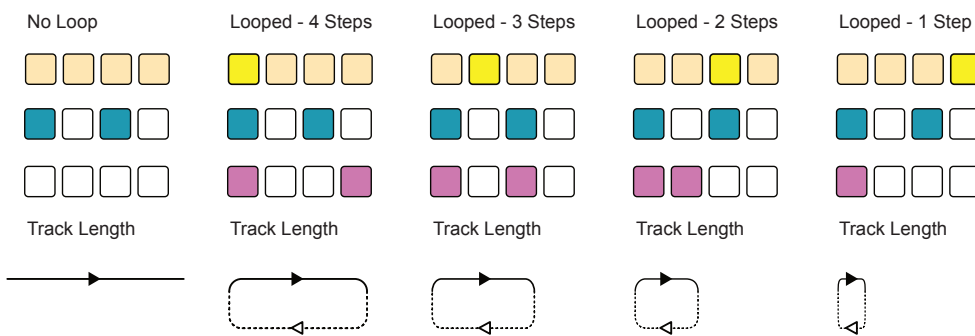 No Loop
Looped - 4 Steps
Looped - 3 Steps
Looped - 2 Steps
Looped - 1 Step
Track Length
Track Length
Track Length
Track Length
Track Length